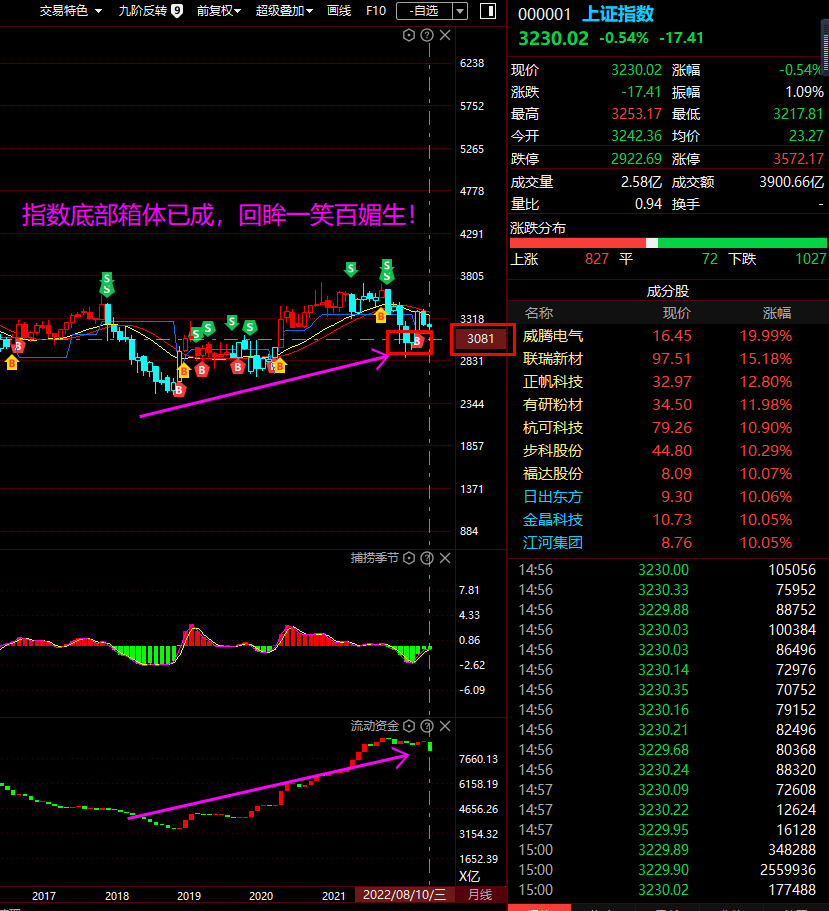 交易特色 九阶反转 9 前复权 超级叠加 画线 F10 -自选
6238
5752
5265
4778
指数底部箱体已成，回眸一笑百媚生！
4291
3805
3318
3081
2831
2344
1857
1371
884
S S S S S S S S S
B B B B B B B B B
捕捞季节
7.81
4.33
0.86
-2.62
-6.09
流动资金
7660.13
6158.19
4656.26
3154.32
1652.39
X亿
2017 2018 2019 2020 2021 2022/08/10/三 月线
000001 上证指数
3230.02 -0.54% -17.41
现价 3230.02 涨幅 -0.54%
涨跌 -17.41 振幅 1.09%
最高 3253.17 最低 3217.81
今开 3242.36 均价 23.27
跌停 2922.69 涨停 3572.17
成交量 2.58亿 成交额 3900.66亿
量比 0.94 换手 -
涨跌分布
上涨 827 平 72 下跌 1027
成分股
名称 现价 涨幅
威腾电气 16.45 19.99%
联瑞新材 97.51 15.18%
正帆科技 32.97 12.80%
有研粉材 34.50 11.98%
杭可科技 79.26 10.90%
步科股份 44.80 10.29%
福达股份 8.09 10.07%
日出东方 9.30 10.06%
金晶科技 10.73 10.05%
江河集团 8.76 10.05%
14:56 3230.00 105056
14:56 3230.33 75952
14:56 3229.88 88752
14:56 3230.03 100384
14:56 3230.03 86496
14:56 3230.14 72976
14:56 3230.35 70752
14:56 3230.16 79152
14:56 3230.21 82496
14:56 3229.68 80368
14:56 3230.24 88320
14:57 3230.09 72608
14:57 3230.22 12624
14:57 3229.95 16128
15:00 3229.89 348288
15:00 3229.90 2559936
15:00 3230.02 177488